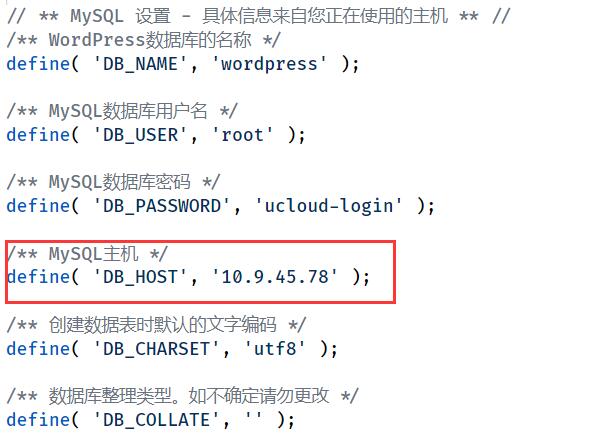 // ** MySQL 设置 - 具体信息来自您正在使用的主机 ** //
/** WordPress数据库的名称 */
define( 'DB_NAME', 'wordpress' );
/** MySQL数据库用户名 */
define( 'DB_USER', 'root' );
/** MySQL数据库密码 */
define( 'DB_PASSWORD', 'ucloud-login' );
/** MySQL主机 */
define( 'DB_HOST', '10.9.45.78' );
/** 创建数据表时默认的文字编码 */
define( 'DB_CHARSET', 'utf8' );
/** 数据库整理类型。如不确定请勿更改 */
define( 'DB_COLLATE', '' );